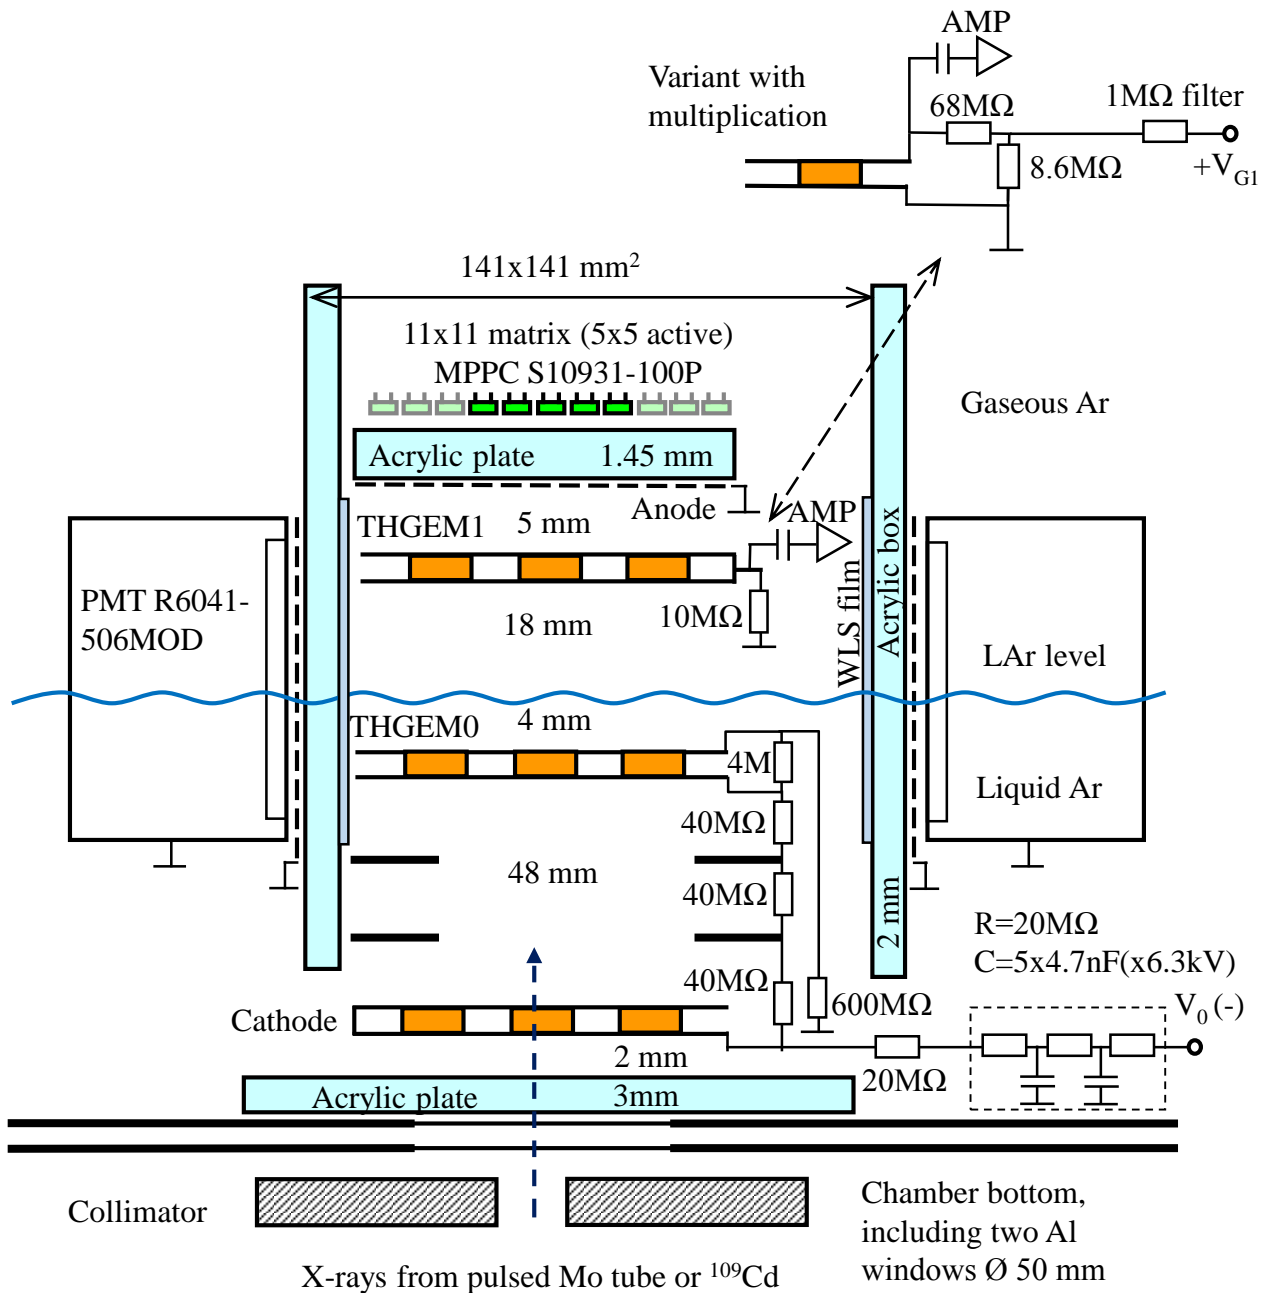 AMP
Variant with
multiplication
68MΩ
1MΩ filter
8.6MΩ
+V_G1
141x141 mm²
11x11 matrix (5x5 active)
MPPC S10931-100P
Gaseous Ar
Acrylic plate 1.45 mm
Anode
THGEM1
5 mm
AMP
PMT R6041-
506MOD
18 mm
10MΩ
WLS film
Acrylic box
LAr level
THGEM0
4 mm
4M
Liquid Ar
40MΩ
48 mm
40MΩ
2 mm
R=20MΩ
C=5x4.7nF(x6.3kV)
40MΩ
600MΩ
V₀ (-)
Cathode
2 mm
20MΩ
Acrylic plate 3mm
Collimator
Chamber bottom,
including two Al
windows Ø 50 mm
X-rays from pulsed Mo tube or ¹⁰⁹Cd